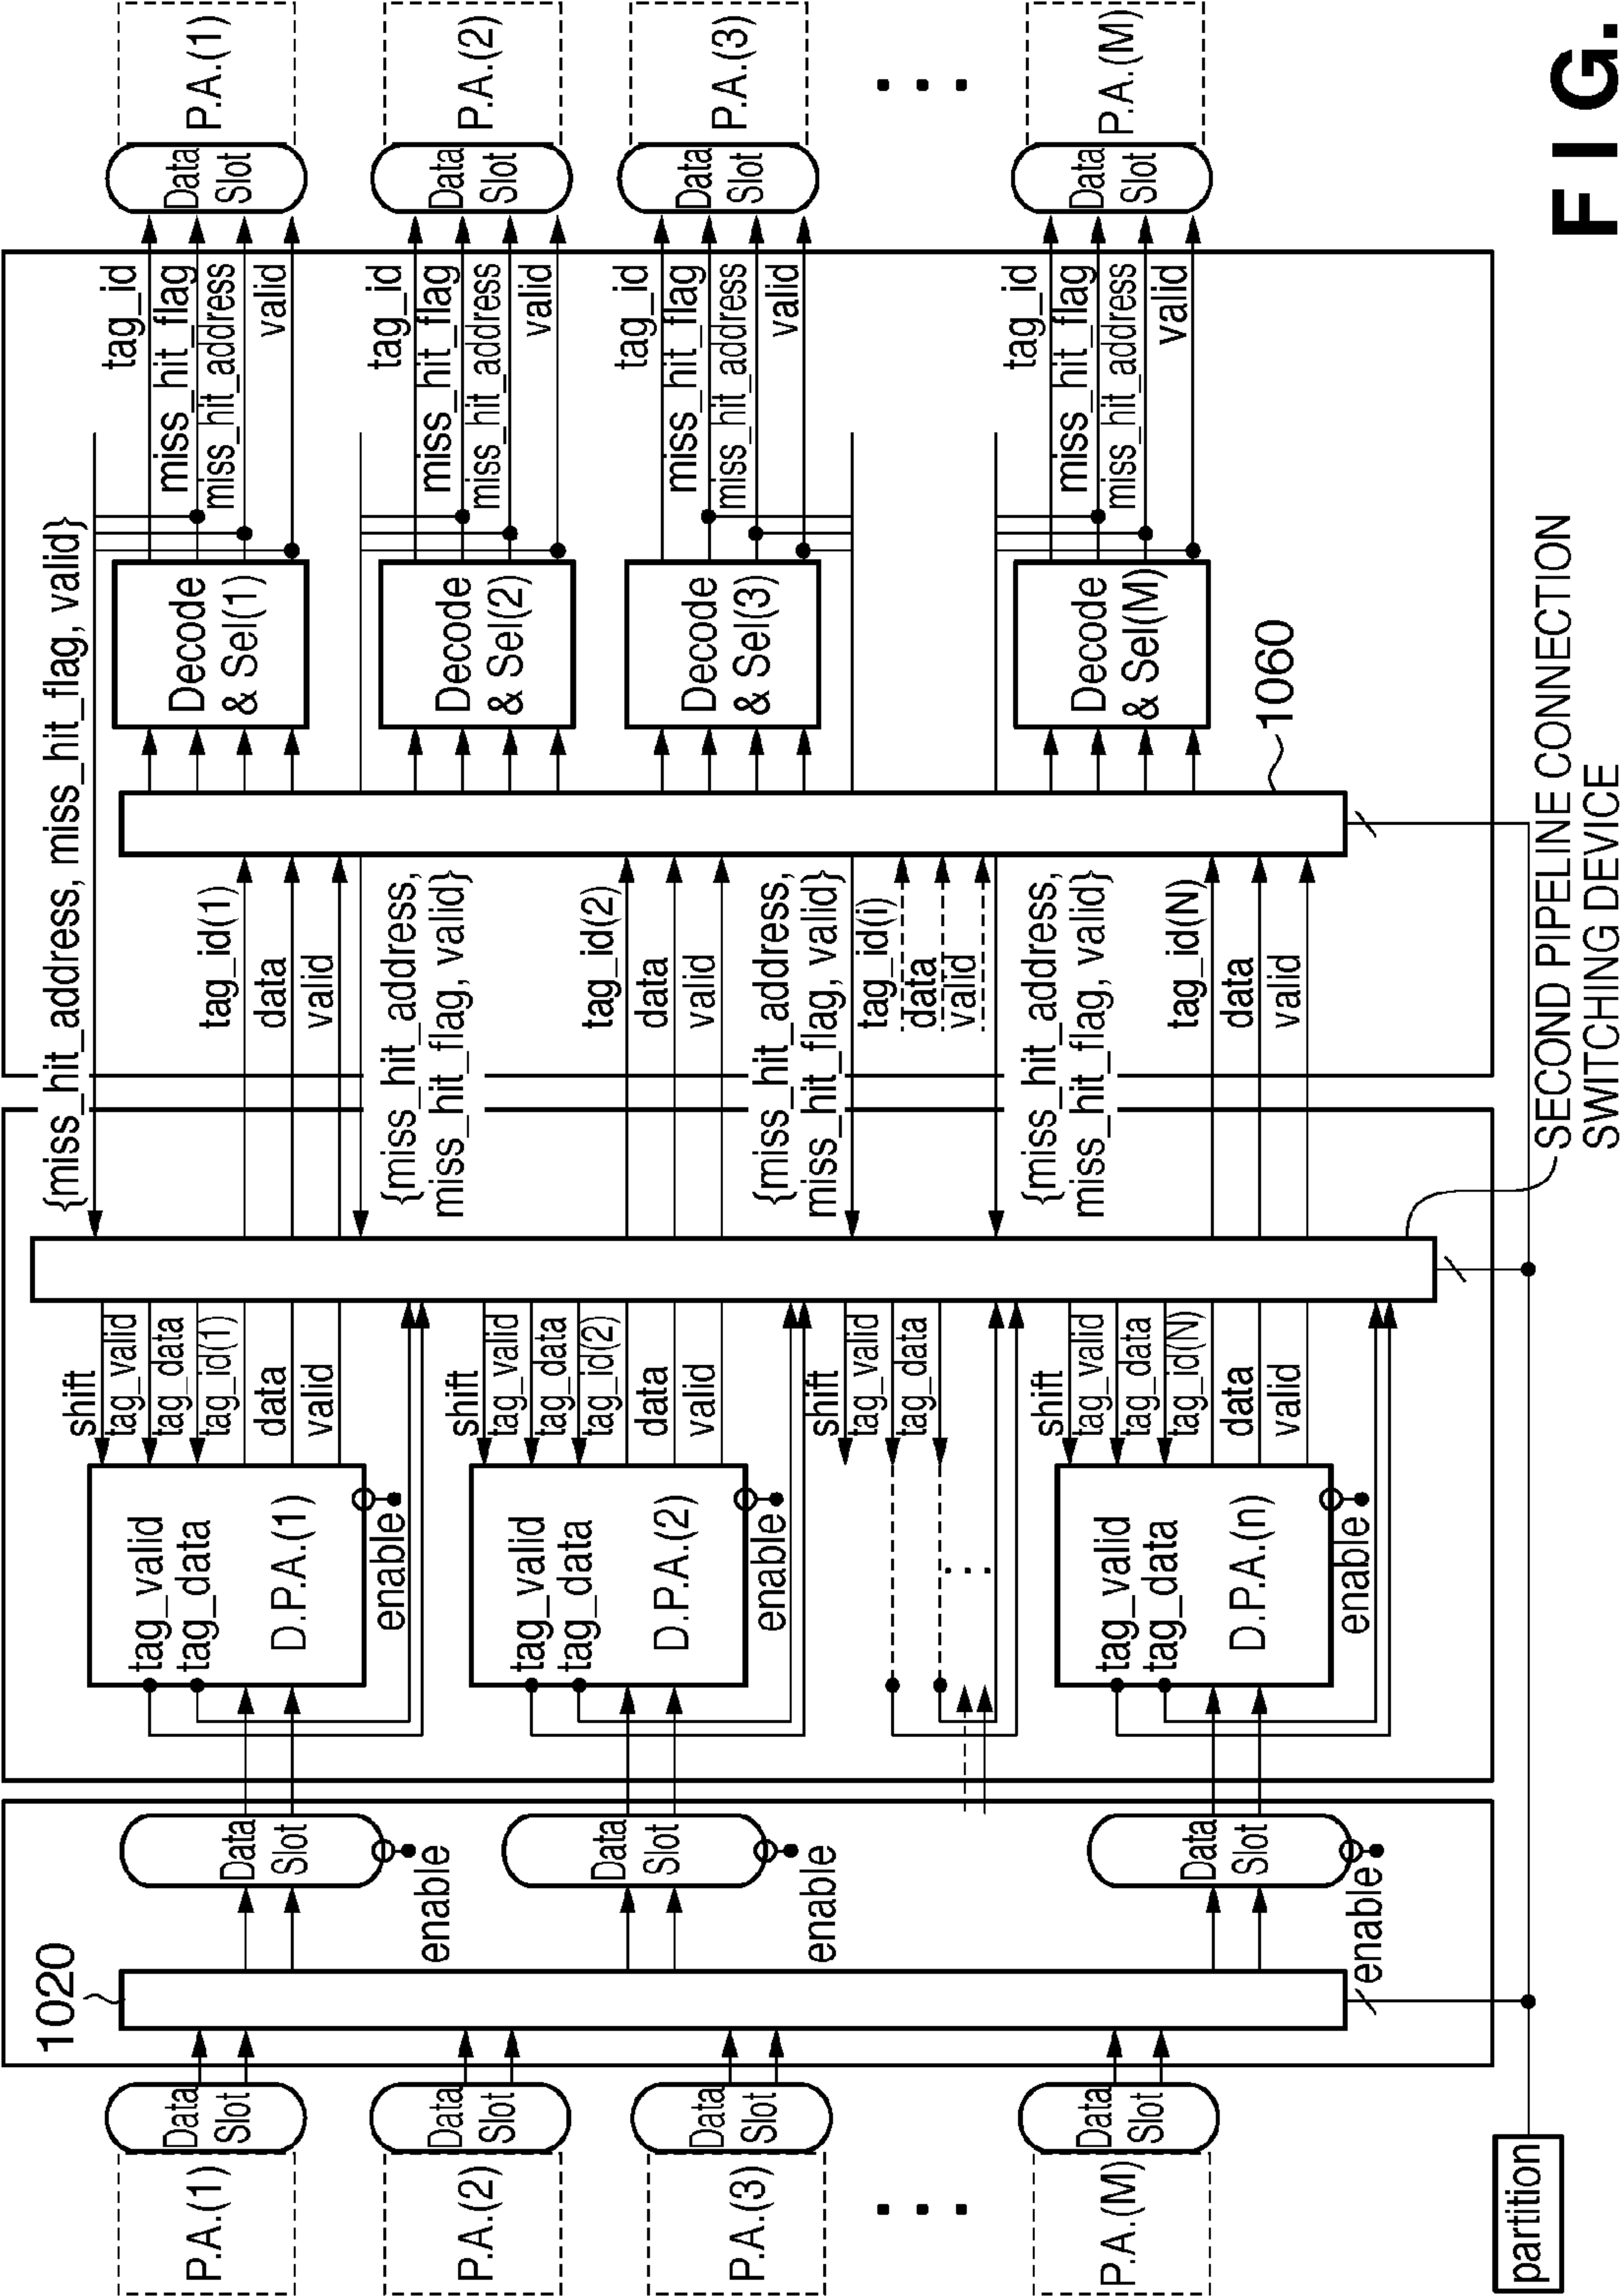 P.A.(1)
Data
Slot
P.A.(2)
Data
Slot
P.A.(3)
Data
Slot
P.A.(M)
Data
Slot
partition
1020
Data
Slot
enable
Data
Slot
enable
Data
Slot
enable
tag_valid
tag_data
D.P.A.(1)
enable
tag_valid
tag_data
D.P.A.(2)
enable
tag_valid
tag_data
D.P.A.(n)
enable
shift
tag_valid
tag_data
tag_id(1)
data
valid
shift
tag_valid
tag_data
tag_id(2)
data
valid
shift
tag_valid
tag_data
shift
tag_valid
tag_data
tag_id(N)
data
valid
SECOND PIPELINE CONNECTION
SWITCHING DEVICE
{miss_hit_address, miss_hit_flag, valid}
tag_id(1)
data
valid
{miss_hit_address,
miss_hit_flag, valid}
tag_id(2)
data
valid
{miss_hit_address,
miss_hit_flag, valid}
tag_id(i)
data
valid
{miss_hit_address,
miss_hit_flag, valid}
tag_id(N)
data
valid
1060
Decode
& Sel(1)
Decode
& Sel(2)
Decode
& Sel(3)
Decode
& Sel(M)
tag_id
miss_hit_flag
miss_hit_address
valid
tag_id
miss_hit_flag
miss_hit_address
valid
tag_id
miss_hit_flag
miss_hit_address
valid
tag_id
miss_hit_flag
miss_hit_address
valid
Data
Slot
P.A.(1)
Data
Slot
P.A.(2)
Data
Slot
P.A.(3)
Data
Slot
P.A.(M)
FIG.